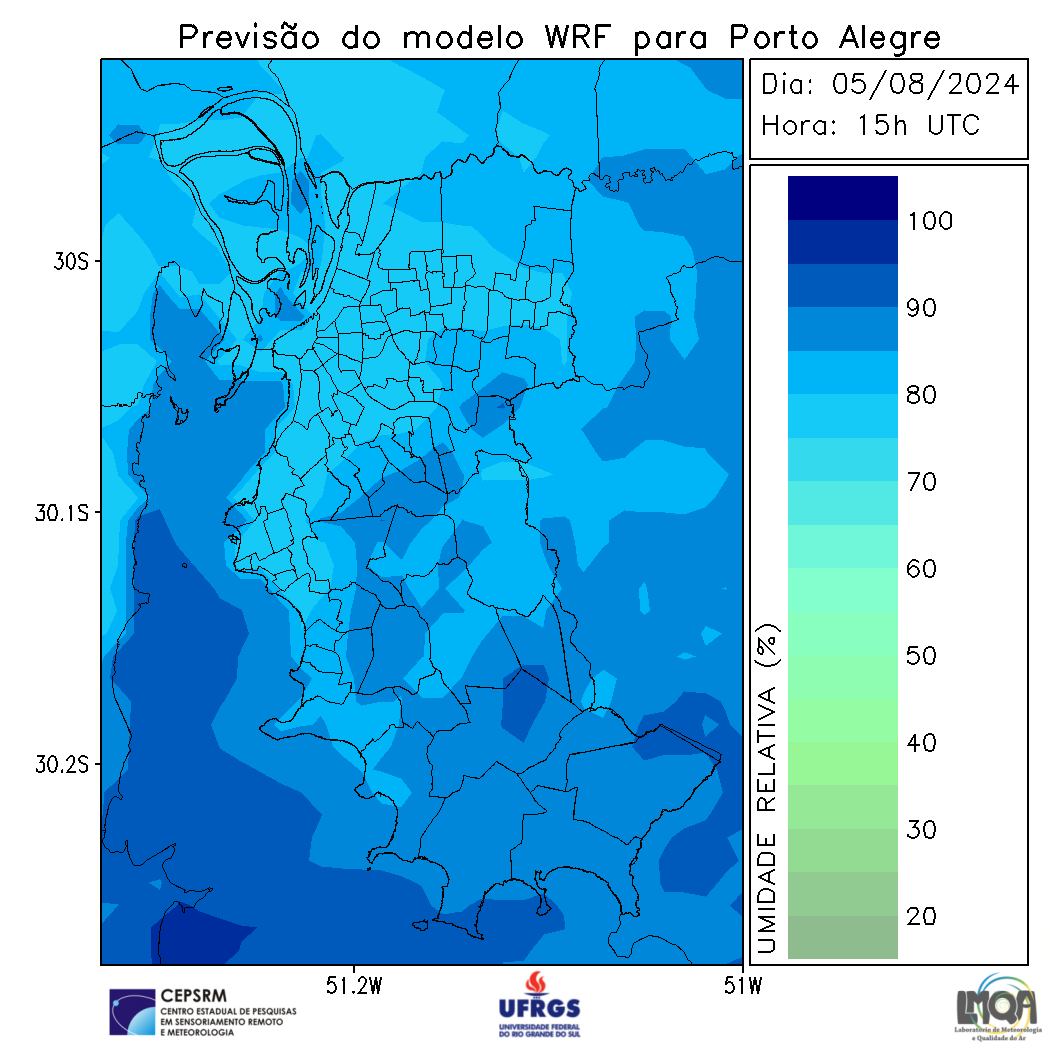 Previsão do modelo WRF para Porto Alegre
Dia: 05/08/2024
Hora: 15h UTC
30S
30.1S
30.2S
51.2W
51W
UMIDADE RELATIVA (%)
100
90
80
70
60
50
40
30
20
CEPSRM
CENTRO ESTADUAL DE PESQUISAS
EM SENSORIAMENTO REMOTO
E METEOROLOGIA
UFRGS
UNIVERSIDADE FEDERAL
DO RIO GRANDE DO SUL
LMQA
Laboratório de Meteorologia
e Qualidade do Ar